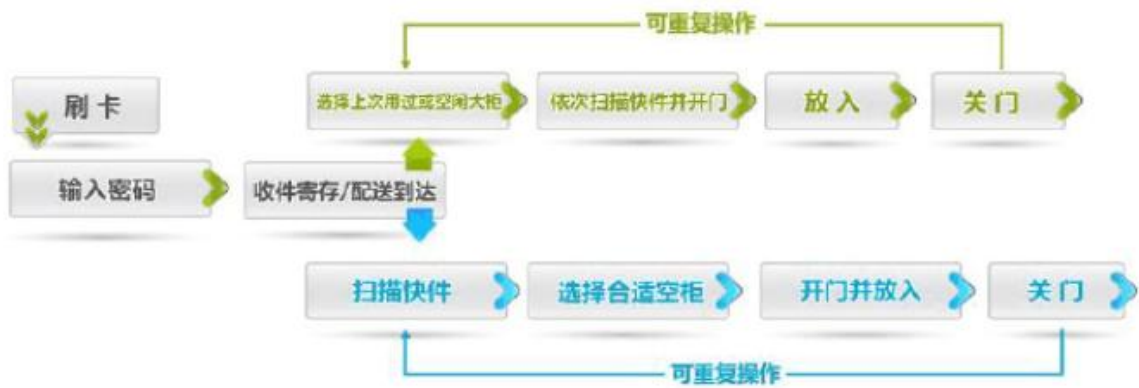 可重复操作
刷卡
选择上次用过或空闲大柜
依次扫描快件并开门
放入
关门
输入密码
收件寄存/配送到达
扫描快件
选择合适空柜
开门并放入
关门
可重复操作